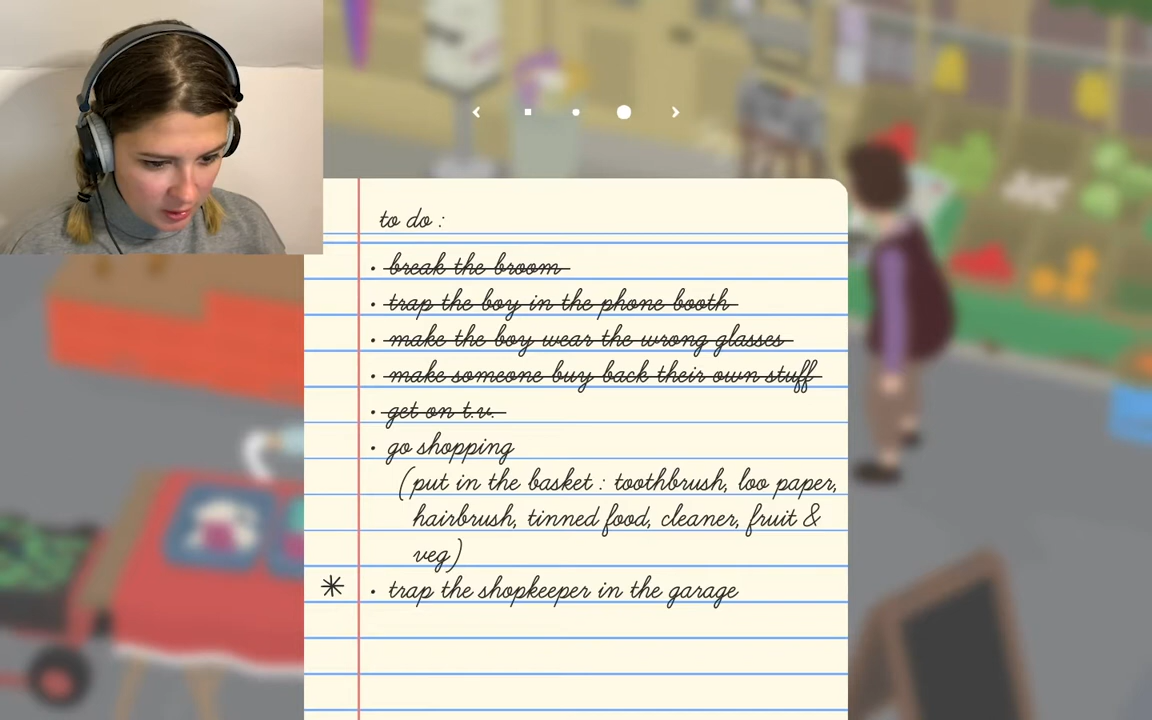 to do :
• break the broom
• trap the boy in the phone booth
• make the boy wear the wrong glasses
• make someone buy back their own stuff
• get on t.v.
• go shopping
(put in the basket : toothbrush, loo paper,
hairbrush, tinned food, cleaner, fruit &
veg)
• trap the shopkeeper in the garage